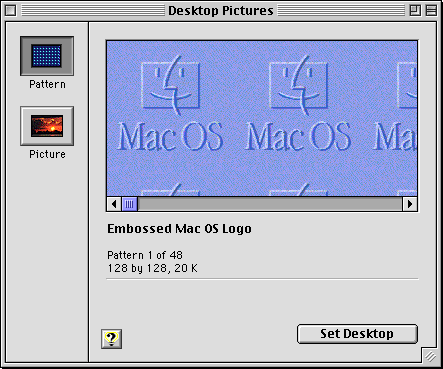 Desktop Pictures
Pattern
Picture
Mac OS Mac OS Mac
Embossed Mac OS Logo
Pattern 1 of 48
128 by 128, 20 K
?
Set Desktop